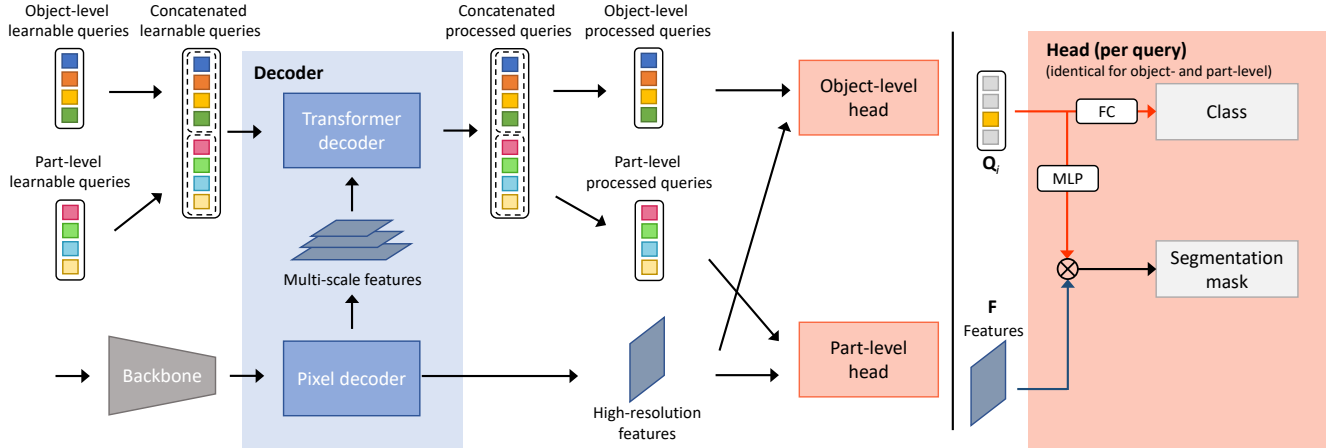 Object-level
learnable queries
Concatenated
learnable queries
Concatenated
processed queries
Object-level
processed queries
Decoder
Transformer
decoder
Object-level
head
Part-level
learnable queries
Part-level
processed queries
Multi-scale features
Backbone
Pixel decoder
High-resolution
features
Part-level
head
Head (per query)
(identical for object- and part-level)
FC
Class
Qi
MLP
Segmentation
mask
F
Features